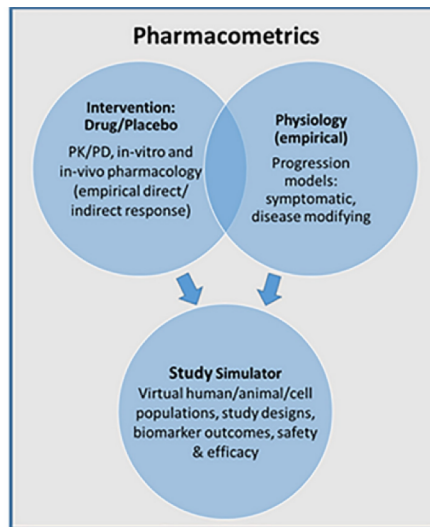 Pharmacometrics
Intervention:
Drug/Placebo
PK/PD, in-vitro and
in-vivo pharmacology
(empirical direct/
indirect response)
Physiology
(empirical)
Progression
models:
symptomatic,
disease modifying
Study Simulator
Virtual human/animal/cell
populations, study designs,
biomarker outcomes, safety
& efficacy